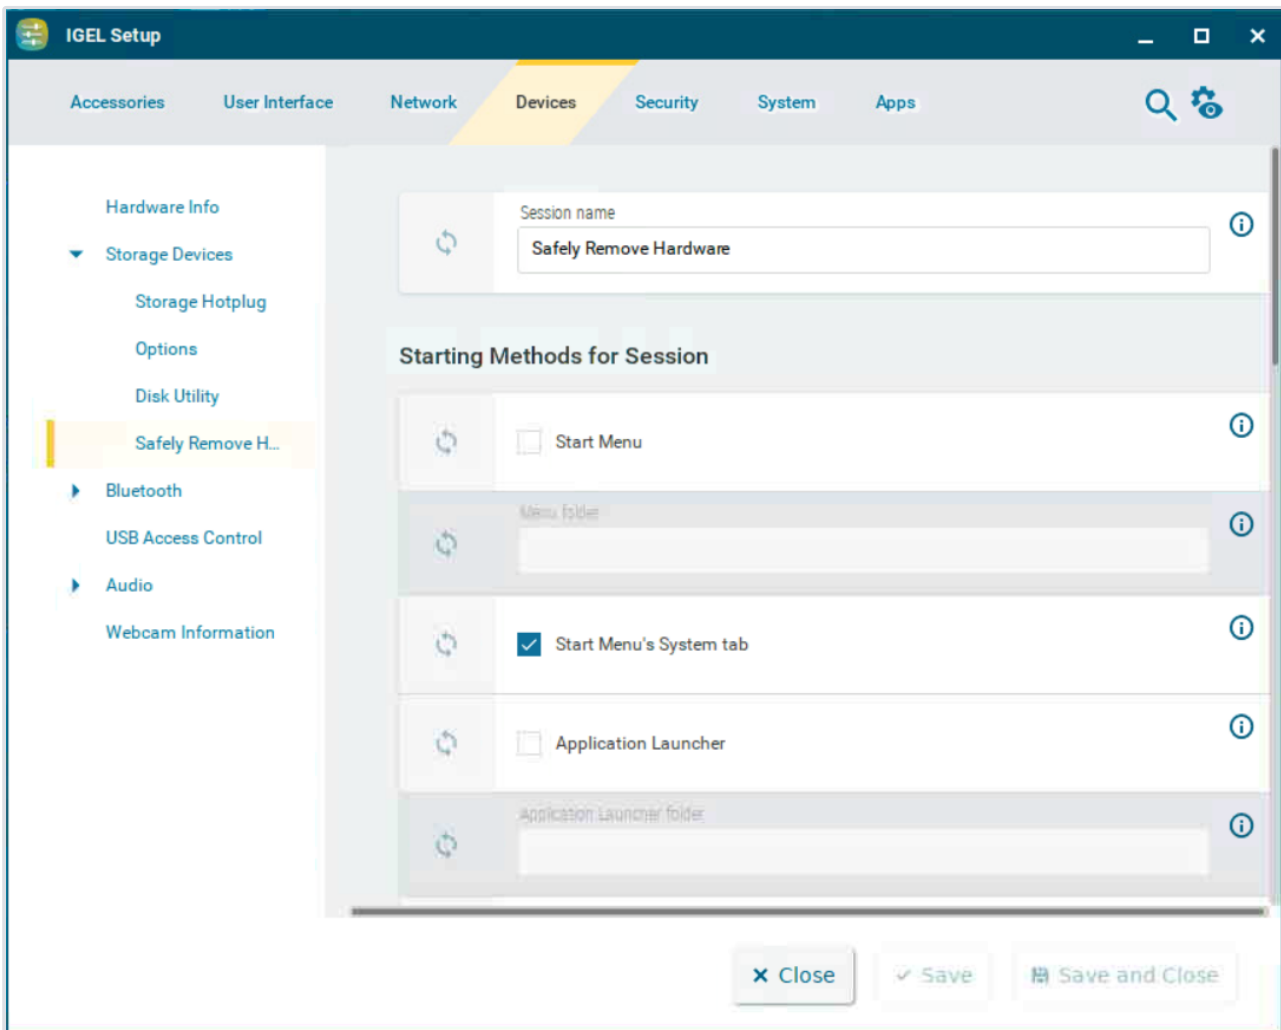 IGEL Setup
Accessories User Interface Network Devices Security System Apps
Hardware Info
Storage Devices
Storage Hotplug
Options
Disk Utility
Safely Remove H...
Bluetooth
USB Access Control
Audio
Webcam Information
Session name
Safely Remove Hardware
Starting Methods for Session
Start Menu
Menu folder
Start Menu's System tab
Application Launcher
Application Launcher folder
Close Save Save and Close